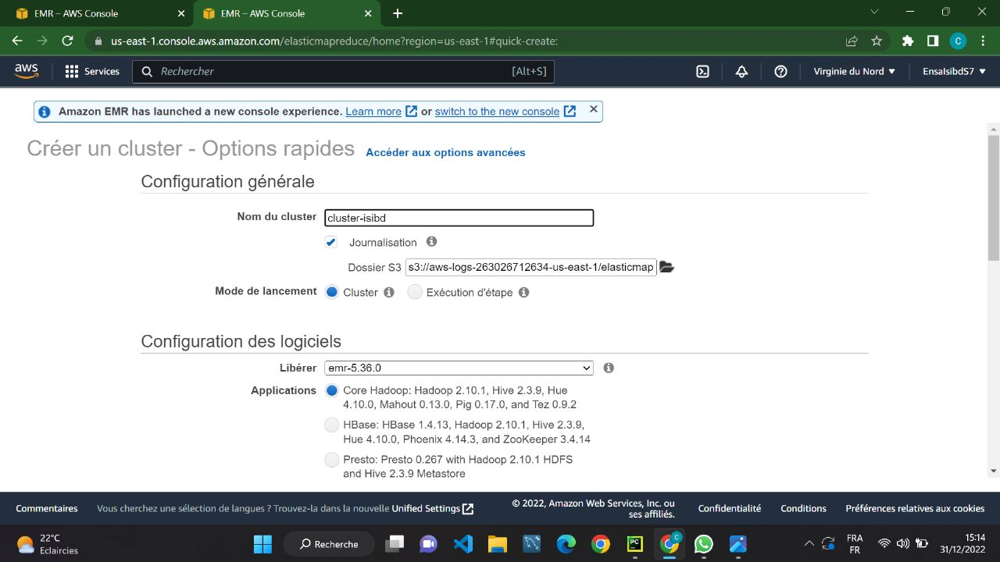 EMR – AWS Console
EMR – AWS Console
us-east-1.console.aws.amazon.com/elasticmapreduce/home?region=us-east-1#quick-create:
C
aws
Services
Rechercher
[Alt+S]
Virginie du Nord
EnsaIsibdS7
Amazon EMR has launched a new console experience. Learn more or switch to the new console
Créer un cluster - Options rapides
Accéder aux options avancées
Configuration générale
Nom du cluster
cluster-isibd
Journalisation
Dossier S3
s3://aws-logs-263026712634-us-east-1/elasticmap
Mode de lancement
Cluster
Exécution d'étape
Configuration des logiciels
Libérer
emr-5.36.0
Applications
Core Hadoop: Hadoop 2.10.1, Hive 2.3.9, Hue
4.10.0, Mahout 0.13.0, Pig 0.17.0, and Tez 0.9.2
HBase: HBase 1.4.13, Hadoop 2.10.1, Hive 2.3.9,
Hue 4.10.0, Phoenix 4.14.3, and ZooKeeper 3.4.14
Presto: Presto 0.267 with Hadoop 2.10.1 HDFS
and Hive 2.3.9 Metastore
Commentaires
Vous cherchez une sélection de langues ? Trouvez-la dans la nouvelle Unified Settings
© 2022, Amazon Web Services, Inc. ou
ses affiliés.
Confidentialité
Conditions
Préférences relatives aux cookies
22°C
Eclaircies
Recherche
PC
C
FRA
FR
15:14
31/12/2022